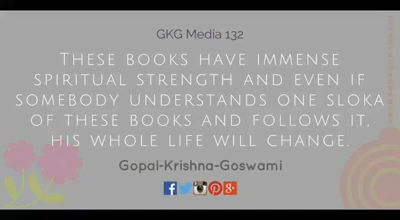 GKG Media 132
These books have immense
spiritual strength and even if
somebody understands one sloka
of these books and follows it,
his whole life will change.
Gopal-Krishna-Goswami